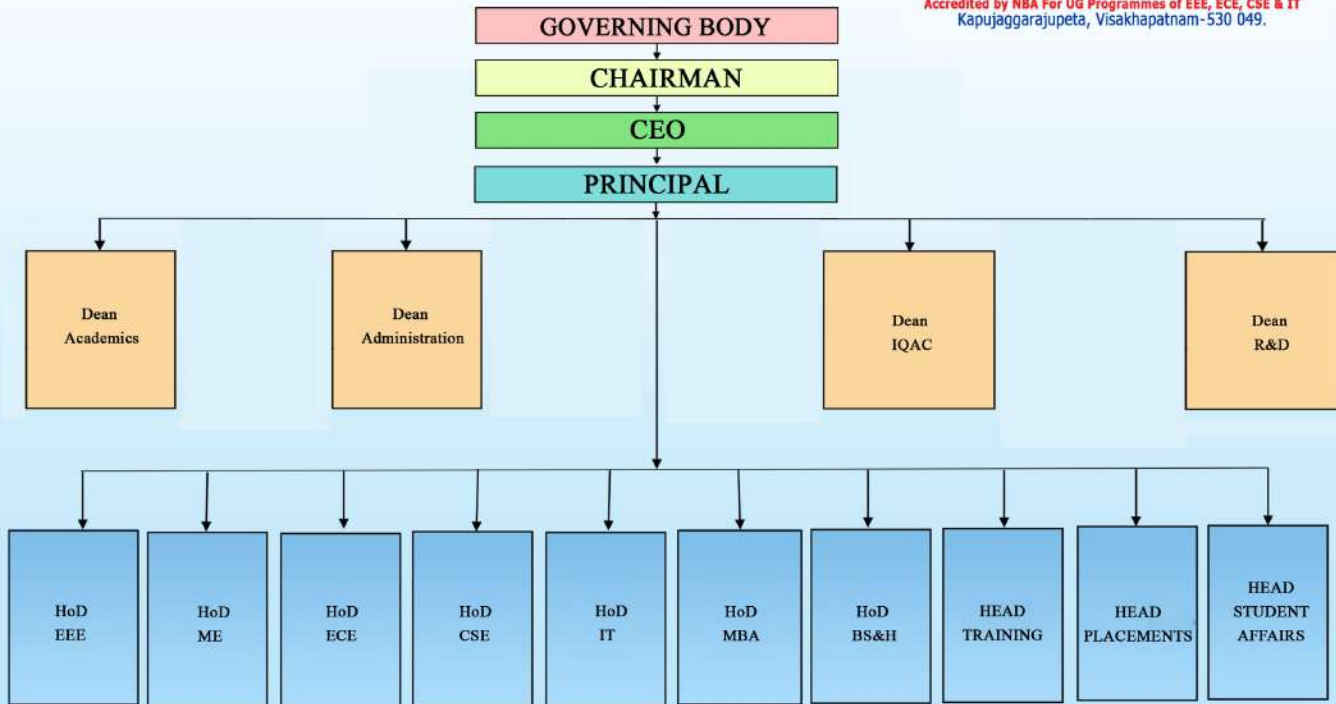 Accredited by NBA For UG Programmes of EEE, ECE, CSE & IT
Kapujaggarajupeta, Visakhapatnam-530 049.
GOVERNING BODY
CHAIRMAN
CEO
PRINCIPAL
Dean
Academics
Dean
Administration
Dean
IQAC
Dean
R&D
HoD
EEE
HoD
ME
HoD
ECE
HoD
CSE
HoD
IT
HoD
MBA
HoD
BS&H
HEAD
TRAINING
HEAD
PLACEMENTS
HEAD
STUDENT
AFFAIRS